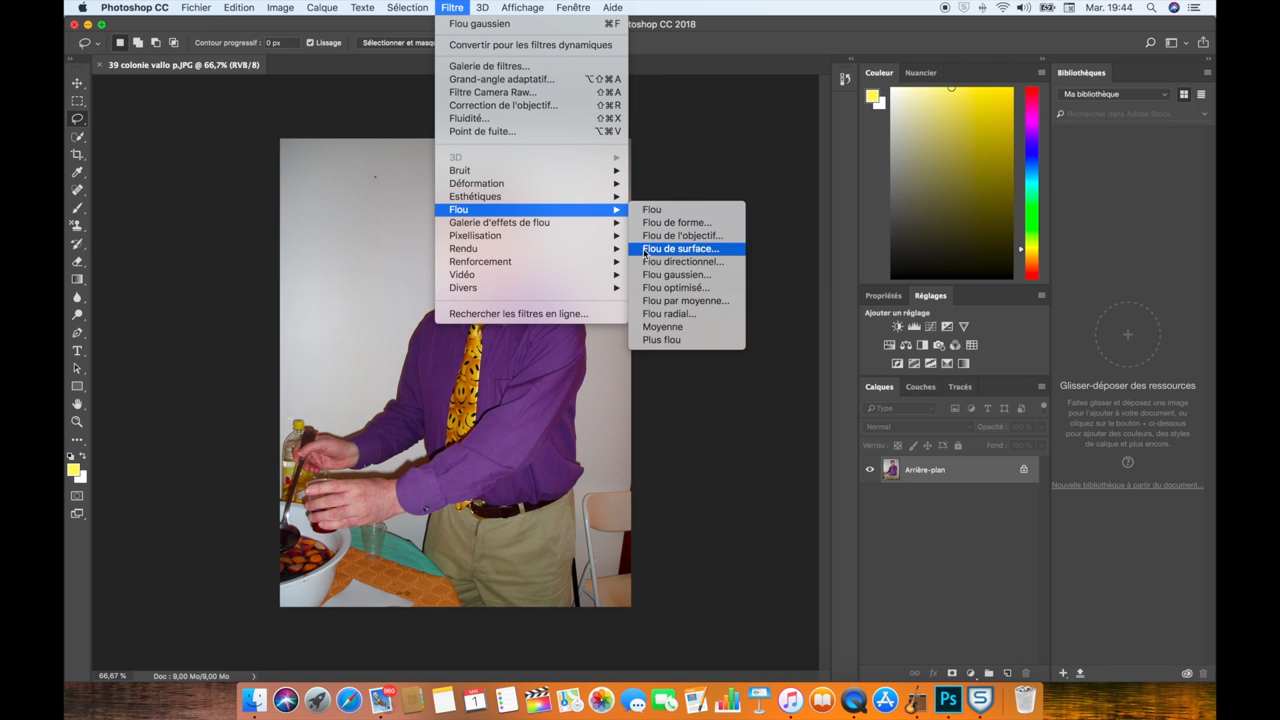 Photoshop CC Fichier Edition Image Calque Texte Sélection Filtre 3D Affichage Fenêtre Aide Mar. 19:44
toshop CC 2018
Contour progressif : 0 px Lissage Sélectionner et masqu
39 colonie vallo p.JPG @ 66,7% (RVB/8)
Flou gaussien ⌘F
Convertir pour les filtres dynamiques
Galerie de filtres...
Grand-angle adaptatif... ⌥⇧⌘A
Filtre Camera Raw... ⇧⌘A
Correction de l'objectif... ⇧⌘R
Fluidité... ⇧⌘X
Point de fuite... ⌥⌘V
3D
Bruit
Déformation
Esthétiques
Flou
Galerie d'effets de flou
Pixellisation
Rendu
Renforcement
Vidéo
Divers
Rechercher les filtres en ligne...
Flou
Flou de forme...
Flou de l'objectif...
Flou de surface...
Flou directionnel...
Flou gaussien...
Flou optimisé...
Flou par moyenne...
Flou radial...
Moyenne
Plus flou
Couleur Nuancier
Propriétés Réglages
Ajouter un réglage
Calques Couches Tracés
Type
Normal Opacité : 100 %
Verrou : Fond : 100 %
Arrière-plan
Bibliothèques
Ma bibliothèque
Rechercher dans Adobe Stock
Glisser-déposer des ressources
Faites glisser et déposez une image
pour l'ajouter à votre document, ou
cliquez sur le bouton + ci-dessous
pour ajouter des couleurs, des styles
de calque et plus encore.
Nouvelle bibliothèque à partir du document...
66,67 % Doc : 9,00 Mo/9,00 Mo
960
1
Ps